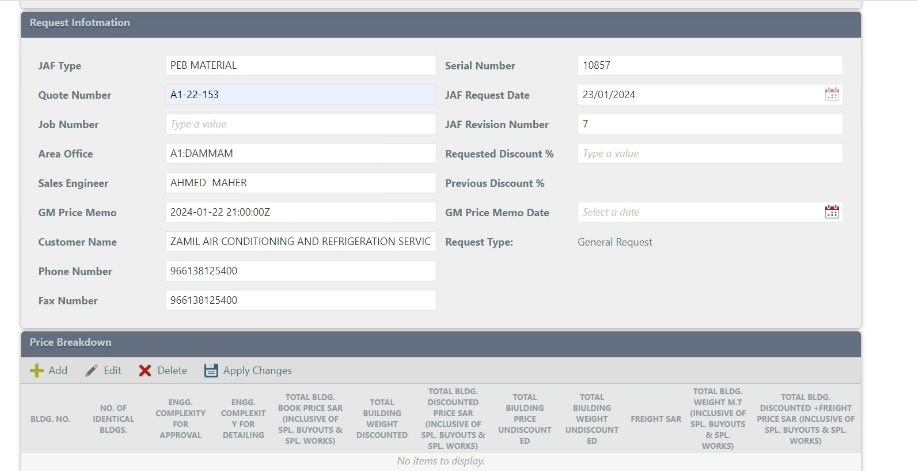 Request Infotmation
JAF Type PEB MATERIAL Serial Number 10857
Quote Number A1-22-153 JAF Request Date 23/01/2024
Job Number Type a value JAF Revision Number 7
Area Office A1:DAMMAM Requested Discount % Type a value
Sales Engineer AHMED MAHER Previous Discount %
GM Price Memo 2024-01-22 21:00:00Z GM Price Memo Date Select a date
Customer Name ZAMIL AIR CONDITIONING AND REFRIGERATION SERVIC Request Type: General Request
Phone Number 966138125400
Fax Number 966138125400
Price Breakdown
Add Edit Delete Apply Changes
BLDG. NO.
NO. OF
IDENTICAL
BLDGS.
ENGG.
COMPLEXITY
FOR
APPROVAL
ENGG.
COMPLEXIT
Y FOR
DETAILING
TOTAL BLDG.
BOOK PRICE SAR
(INCLUSIVE OF
SPL. BUYOUTS &
SPL. WORKS)
TOTAL
BUILDING
WEIGHT
DISCOUNTED
TOTAL BLDG.
DISCOUNTED
PRICE SAR
(INCLUSIVE OF
SPL. BUYOUTS &
SPL. WORKS)
TOTAL
BIULDING
PRICE
UNDISCOUNT
ED
TOTAL
BIULDING
WEIGHT
UNDISCOUNT
ED
FREIGHT SAR
TOTAL BLDG.
WEIGHT M.T
(INCLUSIVE OF
SPL. BUYOUTS
& SPL.
WORKS)
TOTAL BLDG.
DISCOUNTED +FREIGHT
PRICE SAR (INCLUSIVE OF
SPL. BUYOUTS & SPL.
WORKS)
No items to display.